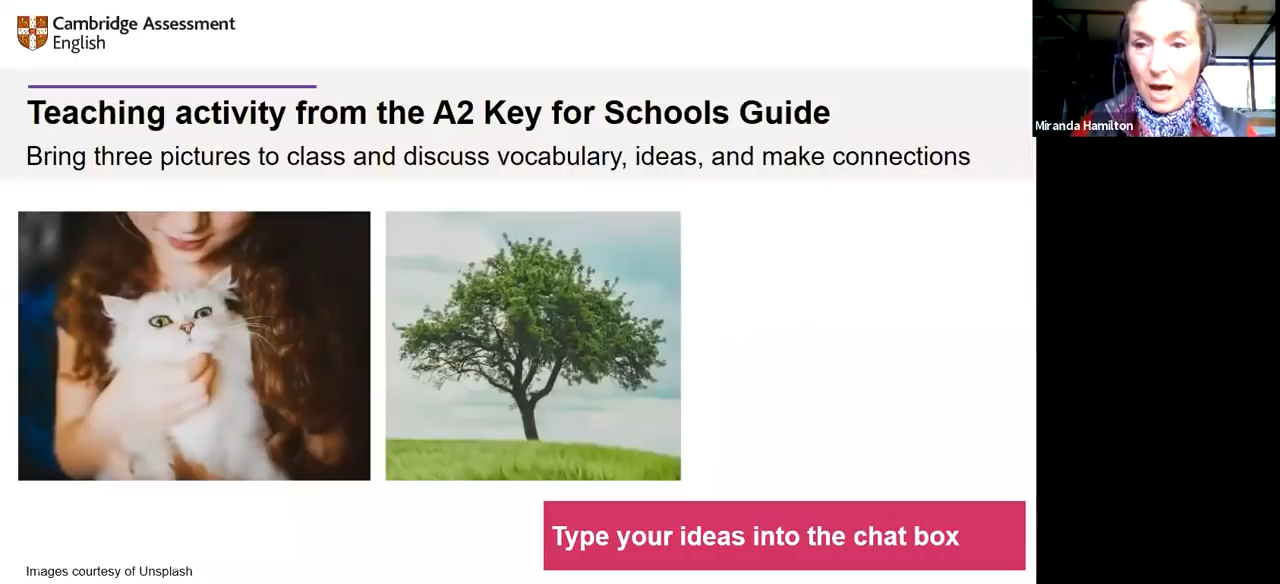 Cambridge Assessment
English
Teaching activity from the A2 Key for Schools Guide
Bring three pictures to class and discuss vocabulary, ideas, and make connections
Miranda Hamilton
Type your ideas into the chat box
Images courtesy of Unsplash